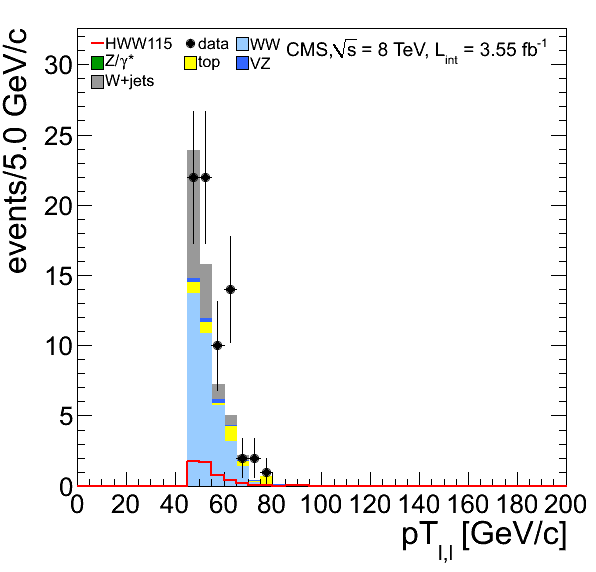 HWW115 data WW
CMS,√s = 8 TeV, L_int = 3.55 fb⁻¹
Z/γ* top VZ
W+jets
events/5.0 GeV/c
30
25
20
15
10
5
0
0 20 40 60 80 100 120 140 160 180 200
pT_l,l [GeV/c]